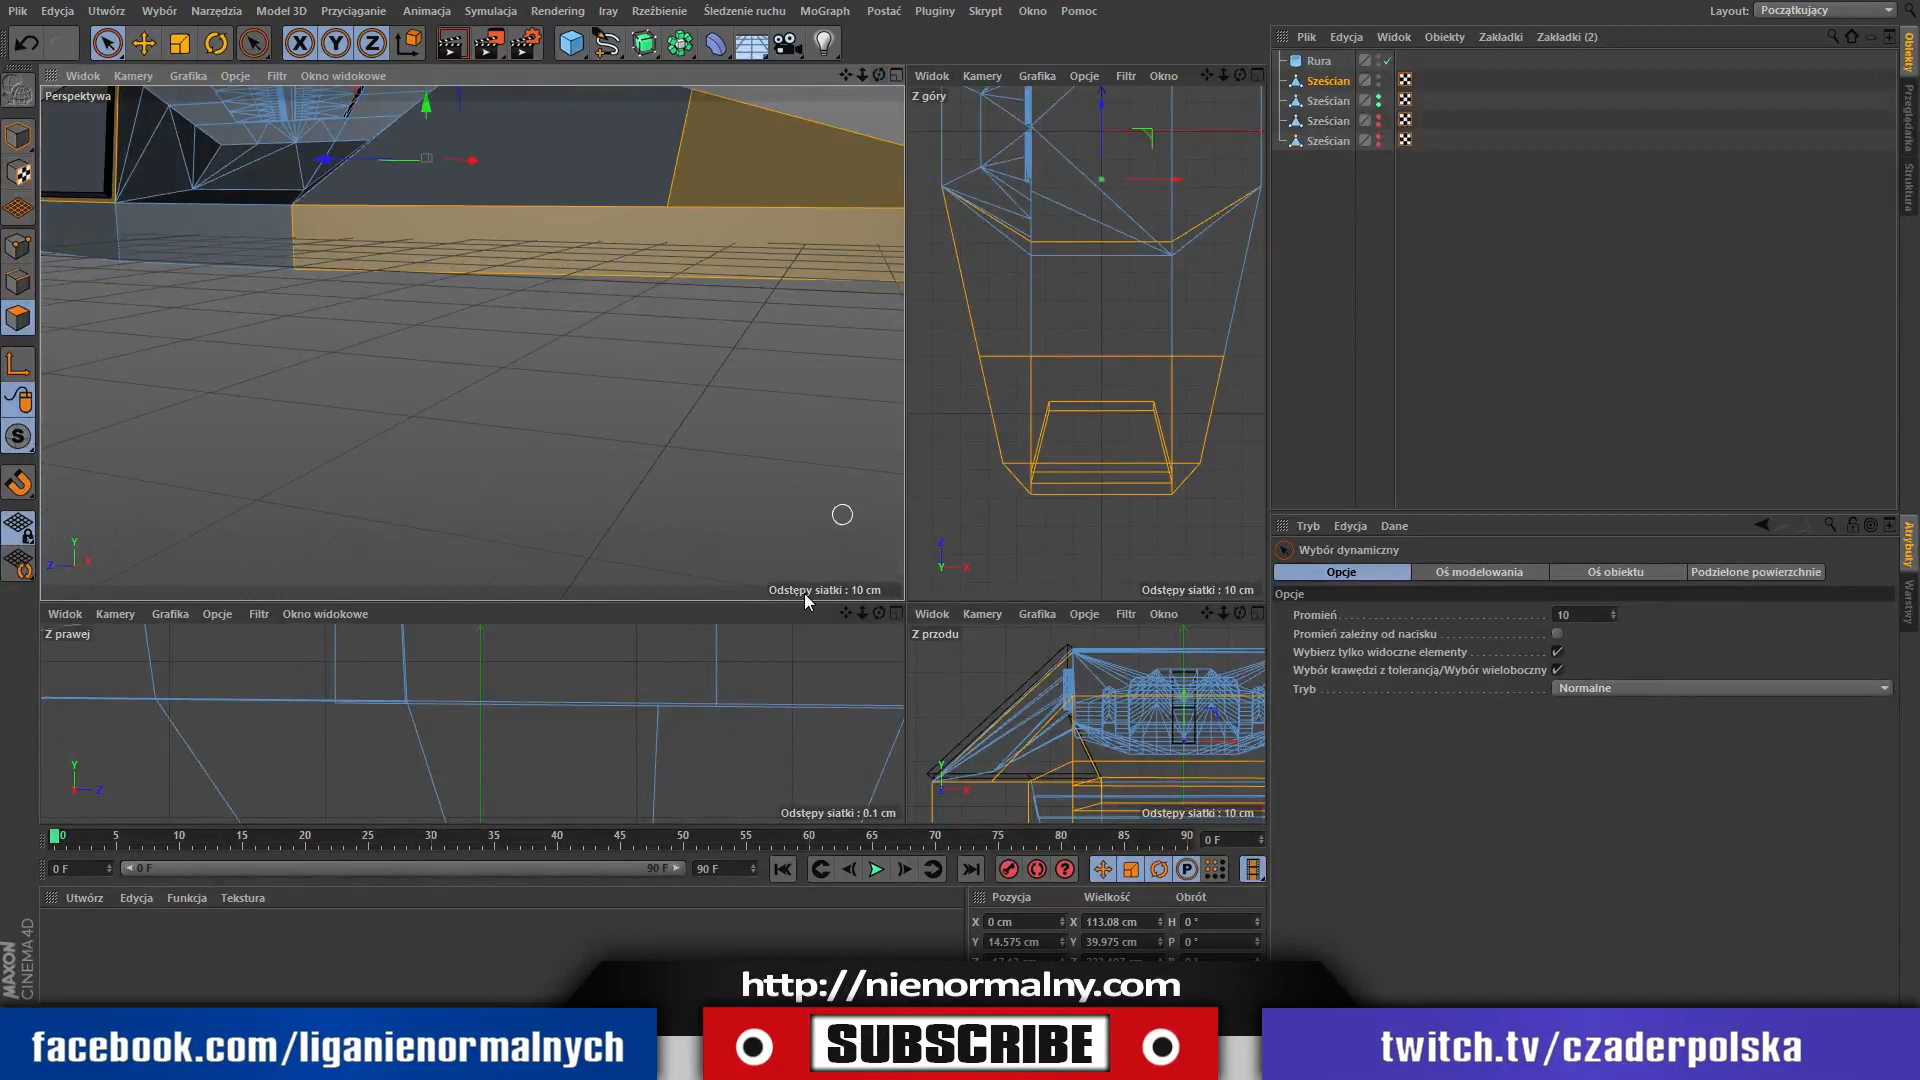 Plik Edycja Utwórz Wybór Narzędzia Model 3D Przyciąganie Animacja Symulacja Rendering Iray Rzeźbienie Śledzenie ruchu MoGraph Postać Pluginy Skrypt Okno Pomoc Layout: Początkujący
Widok Kamery Grafika Opcje Filtr Okno widokowe
Perspektywa
Odstępy siatki : 10 cm
Widok Kamery Grafika Opcje Filtr Okno
Z góry
Odstępy siatki : 10 cm
Widok Kamery Grafika Opcje Filtr Okno widokowe
Z prawej
Odstępy siatki : 0.1 cm
Widok Kamery Grafika Opcje Filtr Okno
Z przodu
Odstępy siatki : 10 cm
Plik Edycja Widok Obiekty Zakładki Zakładki (2)
Rura
Sześcian
Sześcian
Sześcian
Sześcian
Obiekty
Przeglądarka
Struktura
Tryb Edycja Dane
Wybór dynamiczny
Opcje Oś modelowania Oś obiektu Podzielone powierzchnie
Opcje
Promień 10
Promień zależny od nacisku
Wybierz tylko widoczne elementy
Wybór krawędzi z tolerancją/Wybór wieloboczny
Tryb Normalne
Atrybuty
Warstwy
0 5 10 15 20 25 30 35 40 45 50 55 60 65 70 75 80 85 90 0 F
0 F 0 F 90 F 90 F
Utwórz Edycja Funkcja Tekstura
Pozycja Wielkość Obrót
X 0 cm X 113.08 cm H 0 °
Y 14.575 cm Y 39.975 cm P 0 °
MAXON
CINEMA 4D
http://nienormalny.com
facebook.com/liganienormalnych
SUBSCRIBE
twitch.tv/czaderpolska